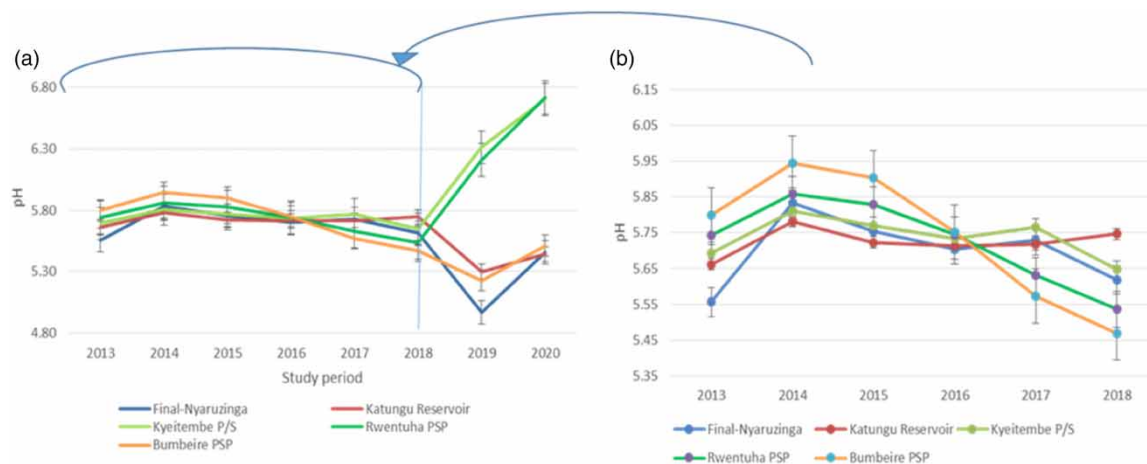 (a)
6.80
6.30
5.80
5.30
4.80
pH
2013 2014 2015 2016 2017 2018 2019 2020
Study period
Final-Nyaruzinga Katungu Reservoir
Kyeitembe P/S Rwentuha PSP
Bumbeire PSP
(b)
6.15
6.05
5.95
5.85
5.75
5.65
5.55
5.45
5.35
pH
2013 2014 2015 2016 2017 2018
Final-Nyaruzinga Katungu Reservoir Kyeitembe P/S
Rwentuha PSP Bumbeire PSP